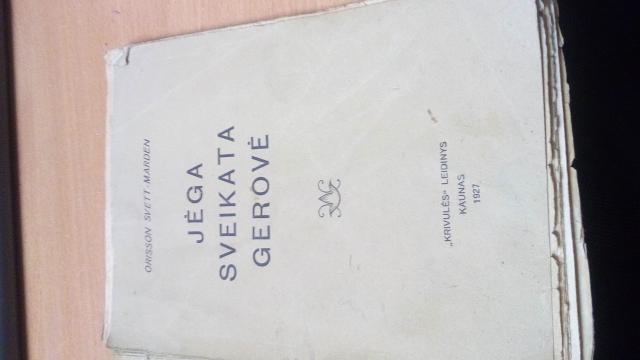 ORISSON SVETT-MARDEN
JĖGA
SVEIKATA
GEROVĖ
„KRIVULĖS“ LEIDINYS
KAUNAS
1927.